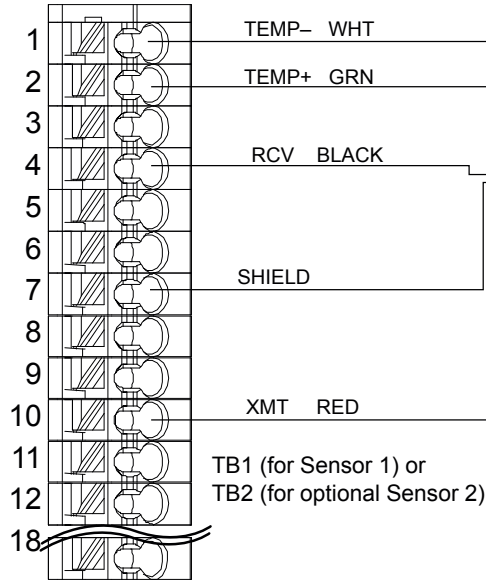 1 TEMP– WHT
2 TEMP+ GRN
3
4 RCV BLACK
5
6
7 SHIELD
8
9
10 XMT RED
11
12
18
TB1 (for Sensor 1) or
TB2 (for optional Sensor 2)